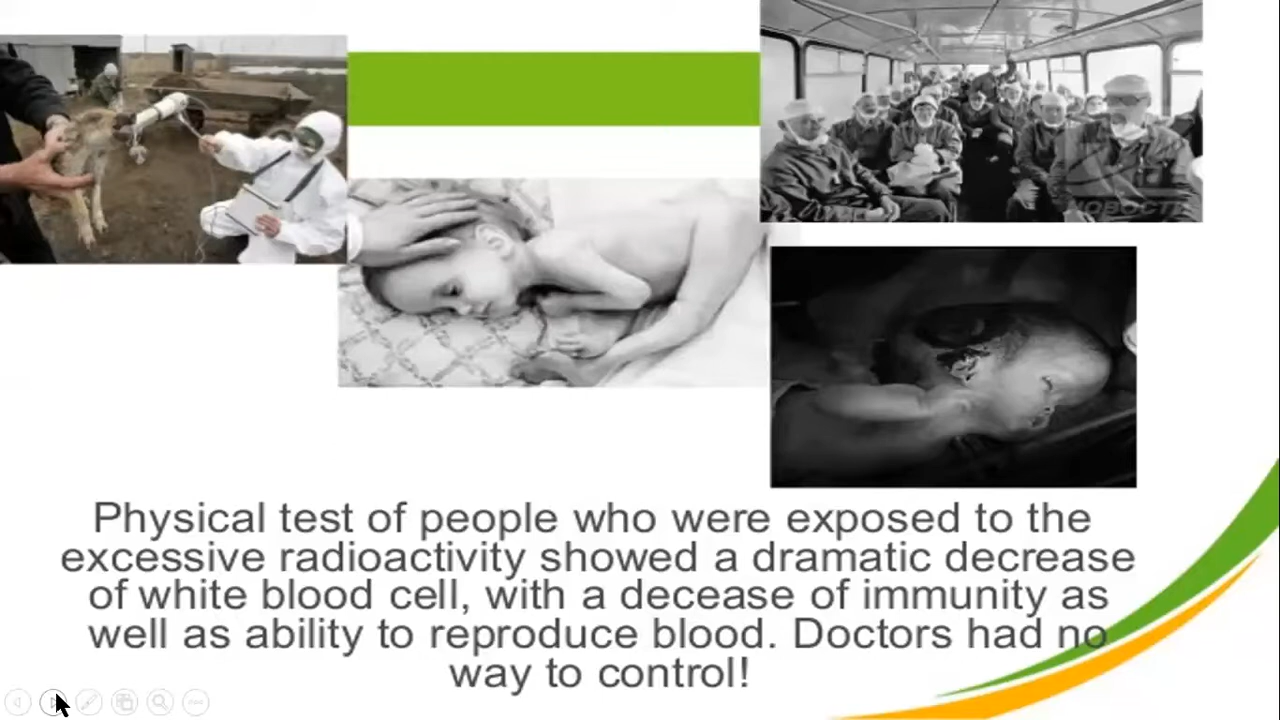 НОВОСТИ
Physical test of people who were exposed to the
excessive radioactivity showed a dramatic decrease
of white blood cell, with a decease of immunity as
well as ability to reproduce blood. Doctors had no
way to control!